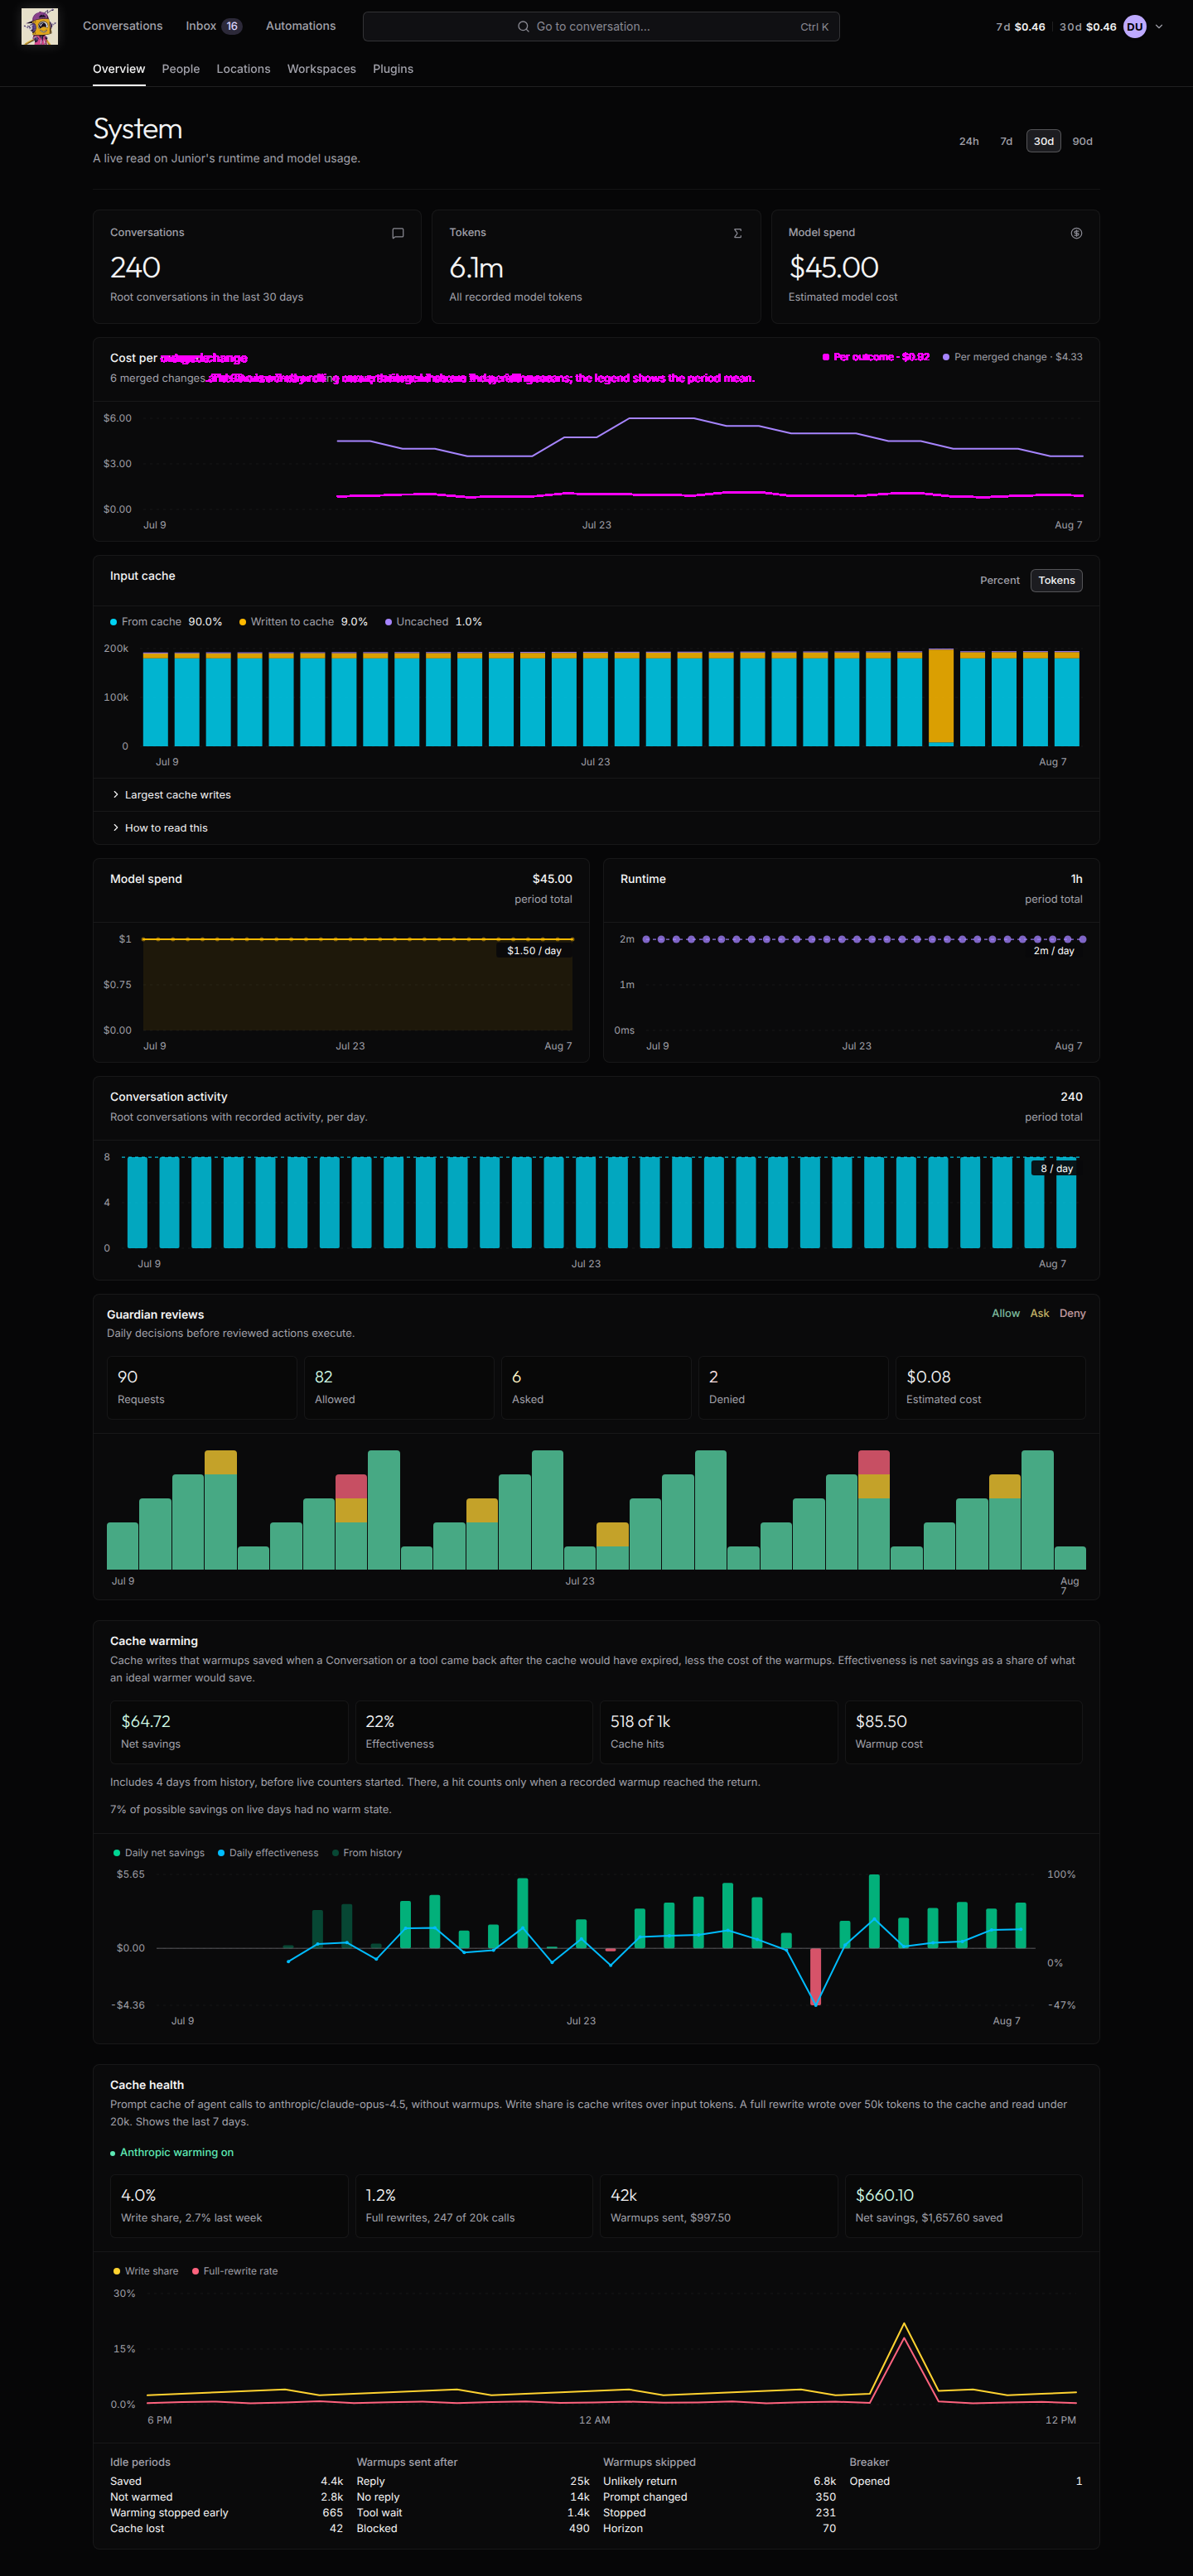 Conversations
Inbox 16
Automations
Go to conversation...
Ctrl K
7d $0.46
30d $0.46
DU
Overview
People
Locations
Workspaces
Plugins
System
A live read on Junior's runtime and model usage.
24h
7d
30d
90d
Conversations
240
Root conversations in the last 30 days
Tokens
6.1m
All recorded model tokens
Model spend
$45.00
Estimated model cost
Cost per change
Per outcome · $0.82
Per merged change · $4.33
6 merged changes. the legend shows the period mean.
$6.00
$3.00
$0.00
Jul 9
Jul 23
Aug 7
Input cache
Percent
Tokens
From cache 90.0%
Written to cache 9.0%
Uncached 1.0%
200k
100k
0
Jul 9
Jul 23
Aug 7
Largest cache writes
How to read this
Model spend
$45.00
period total
$1
$1.50 / day
$0.75
$0.00
Jul 9
Jul 23
Aug 7
Runtime
1h
period total
2m
2m / day
1m
0ms
Jul 9
Jul 23
Aug 7
Conversation activity
240
Root conversations with recorded activity, per day.
period total
8
8 / day
4
0
Jul 9
Jul 23
Aug 7
Guardian reviews
Allow
Ask
Deny
Daily decisions before reviewed actions execute.
90
Requests
82
Allowed
6
Asked
2
Denied
$0.08
Estimated cost
Jul 9
Jul 23
Aug
7
Cache warming
Cache writes that warmups saved when a Conversation or a tool came back after the cache would have expired, less the cost of the warmups. Effectiveness is net savings as a share of what
an ideal warmer would save.
$64.72
Net savings
22%
Effectiveness
518 of 1k
Cache hits
$85.50
Warmup cost
Includes 4 days from history, before live counters started. There, a hit counts only when a recorded warmup reached the return.
7% of possible savings on live days had no warm state.
Daily net savings
Daily effectiveness
From history
$5.65
100%
$0.00
0%
-$4.36
-47%
Jul 9
Jul 23
Aug 7
Cache health
Prompt cache of agent calls to anthropic/claude-opus-4.5, without warmups. Write share is cache writes over input tokens. A full rewrite wrote over 50k tokens to the cache and read under
20k. Shows the last 7 days.
Anthropic warming on
4.0%
Write share, 2.7% last week
1.2%
Full rewrites, 247 of 20k calls
42k
Warmups sent, $997.50
$660.10
Net savings, $1,657.60 saved
Write share
Full-rewrite rate
30%
15%
0.0%
6 PM
12 AM
12 PM
Idle periods
Saved 4.4k
Not warmed 2.8k
Warming stopped early 665
Cache lost 42
Warmups sent after
Reply 25k
No reply 14k
Tool wait 1.4k
Blocked 490
Warmups skipped
Unlikely return 6.8k
Prompt changed 350
Stopped 231
Horizon 70
Breaker
Opened 1